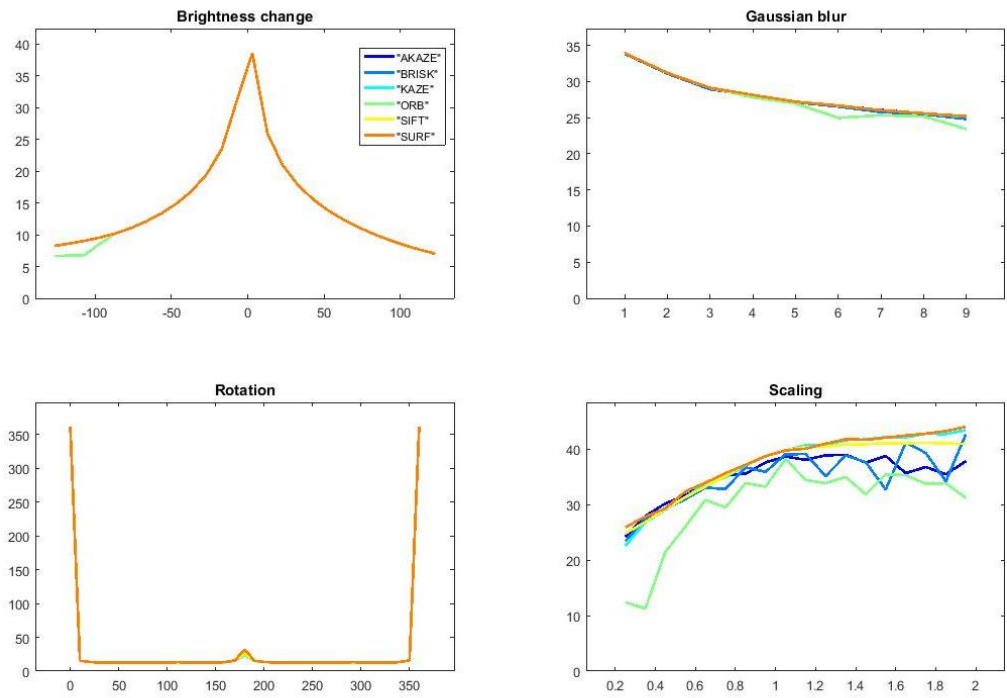 Brightness change
40
35
30
25
20
15
10
5
0
-100 -50 0 50 100
"AKAZE"
"BRISK"
"KAZE"
"ORB"
"SIFT"
"SURF"
Gaussian blur
35
30
25
20
15
10
5
0
1 2 3 4 5 6 7 8 9
Rotation
350
300
250
200
150
100
50
0
0 50 100 150 200 250 300 350
Scaling
40
30
20
10
0
0.2 0.4 0.6 0.8 1 1.2 1.4 1.6 1.8 2